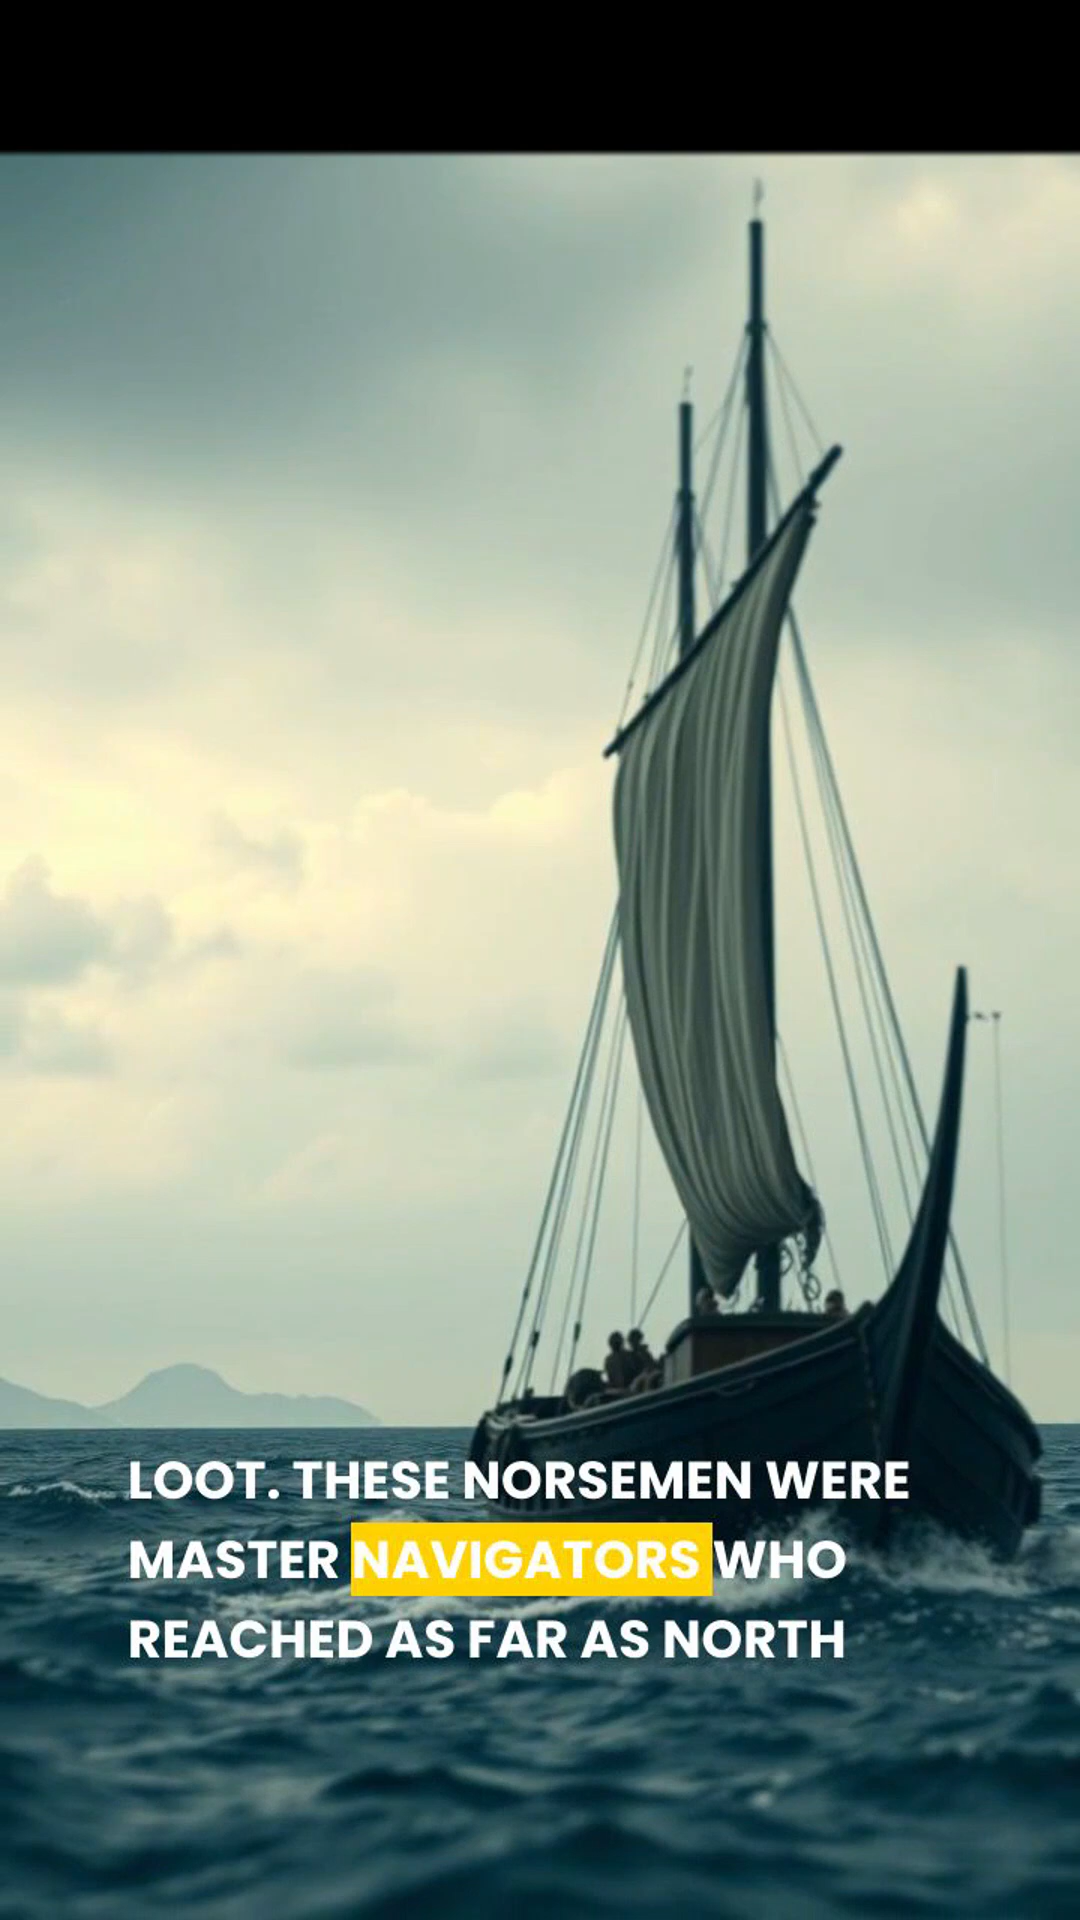 LOOT. THESE NORSEMEN WERE
MASTER NAVIGATORS WHO
REACHED AS FAR AS NORTH